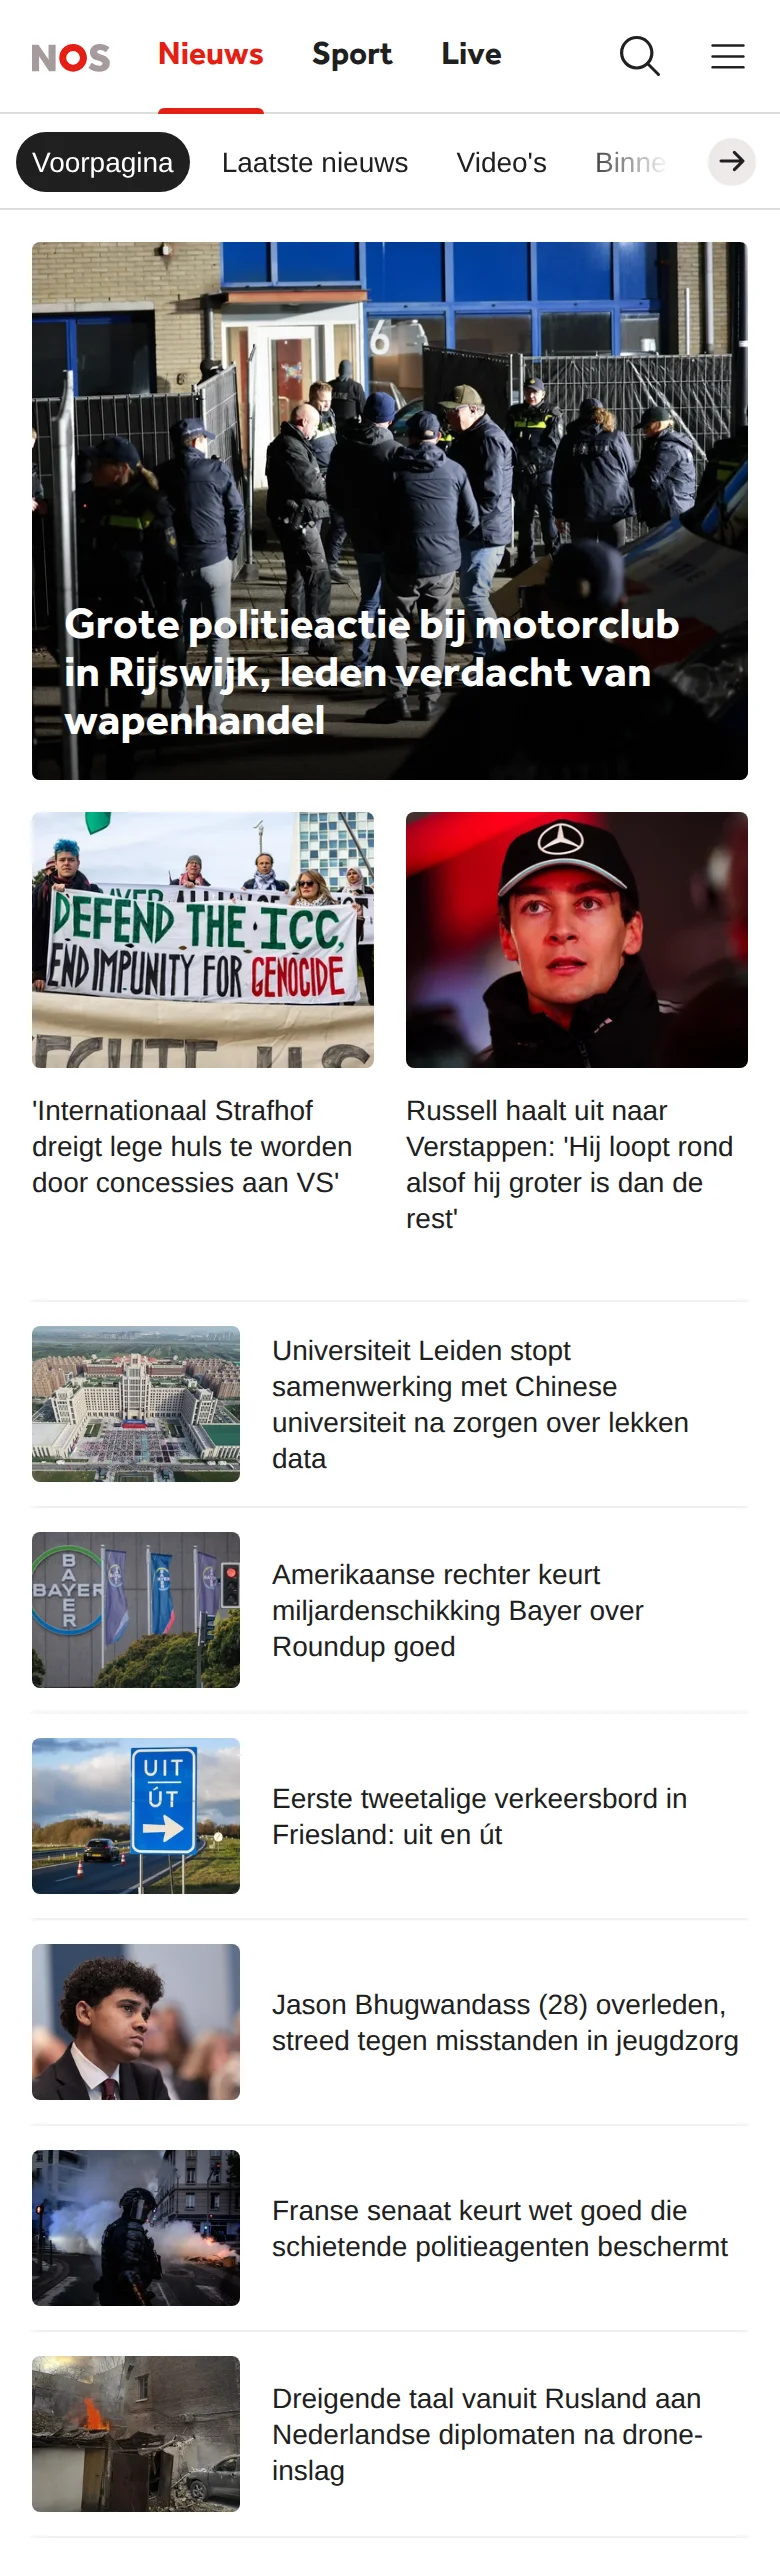 NOS Nieuws Sport Live
Voorpagina Laatste nieuws Video's Binne
6
Grote politieactie bij motorclub
in Rijswijk, leden verdacht van
wapenhandel
DEFEND THE ICC,
END IMPUNITY FOR GENOCIDE
'Internationaal Strafhof
dreigt lege huls te worden
door concessies aan VS'
Russell haalt uit naar
Verstappen: 'Hij loopt rond
alsof hij groter is dan de
rest'
Universiteit Leiden stopt
samenwerking met Chinese
universiteit na zorgen over lekken
data
BAYER
BAYER
Amerikaanse rechter keurt
miljardenschikking Bayer over
Roundup goed
UIT
ÚT
Eerste tweetalige verkeersbord in
Friesland: uit en út
Jason Bhugwandass (28) overleden,
streed tegen misstanden in jeugdzorg
Franse senaat keurt wet goed die
schietende politieagenten beschermt
Dreigende taal vanuit Rusland aan
Nederlandse diplomaten na drone-
inslag